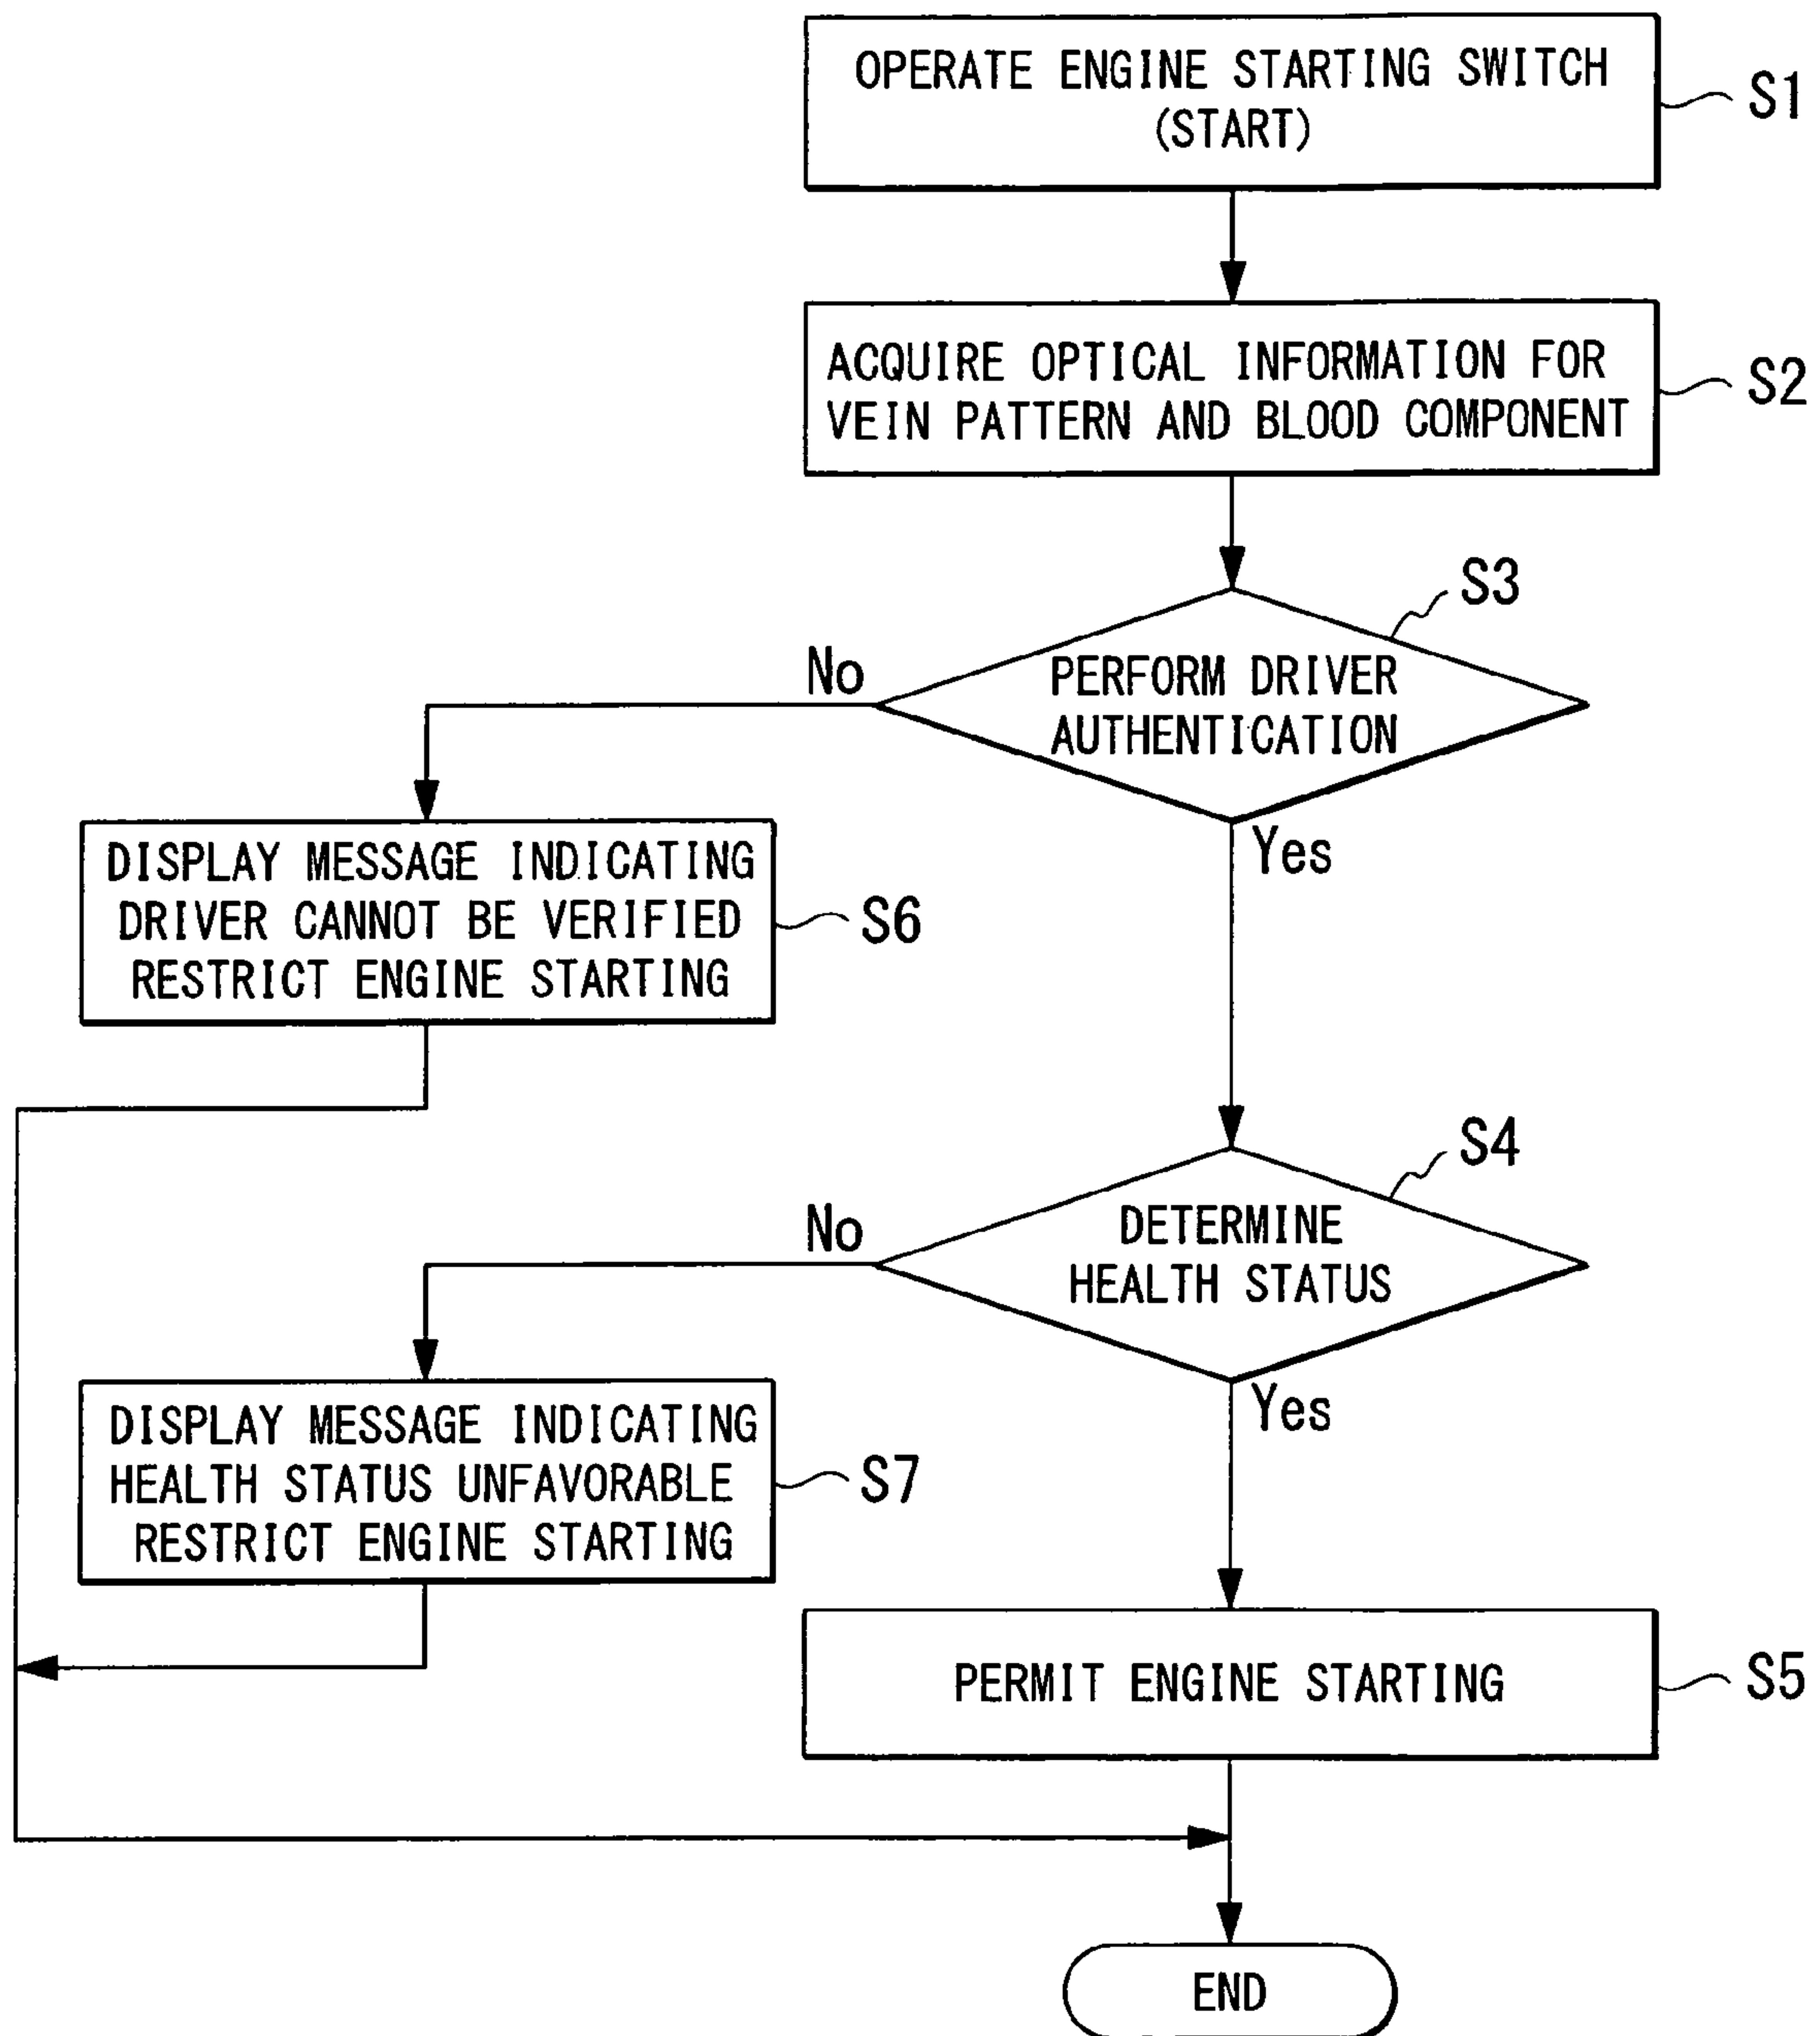 OPERATE ENGINE STARTING SWITCH
(START)
S1
ACQUIRE OPTICAL INFORMATION FOR
VEIN PATTERN AND BLOOD COMPONENT
S2
S3
PERFORM DRIVER
AUTHENTICATION
No
Yes
DISPLAY MESSAGE INDICATING
DRIVER CANNOT BE VERIFIED
RESTRICT ENGINE STARTING
S6
S4
DETERMINE
HEALTH STATUS
No
Yes
DISPLAY MESSAGE INDICATING
HEALTH STATUS UNFAVORABLE
RESTRICT ENGINE STARTING
S7
PERMIT ENGINE STARTING
S5
END